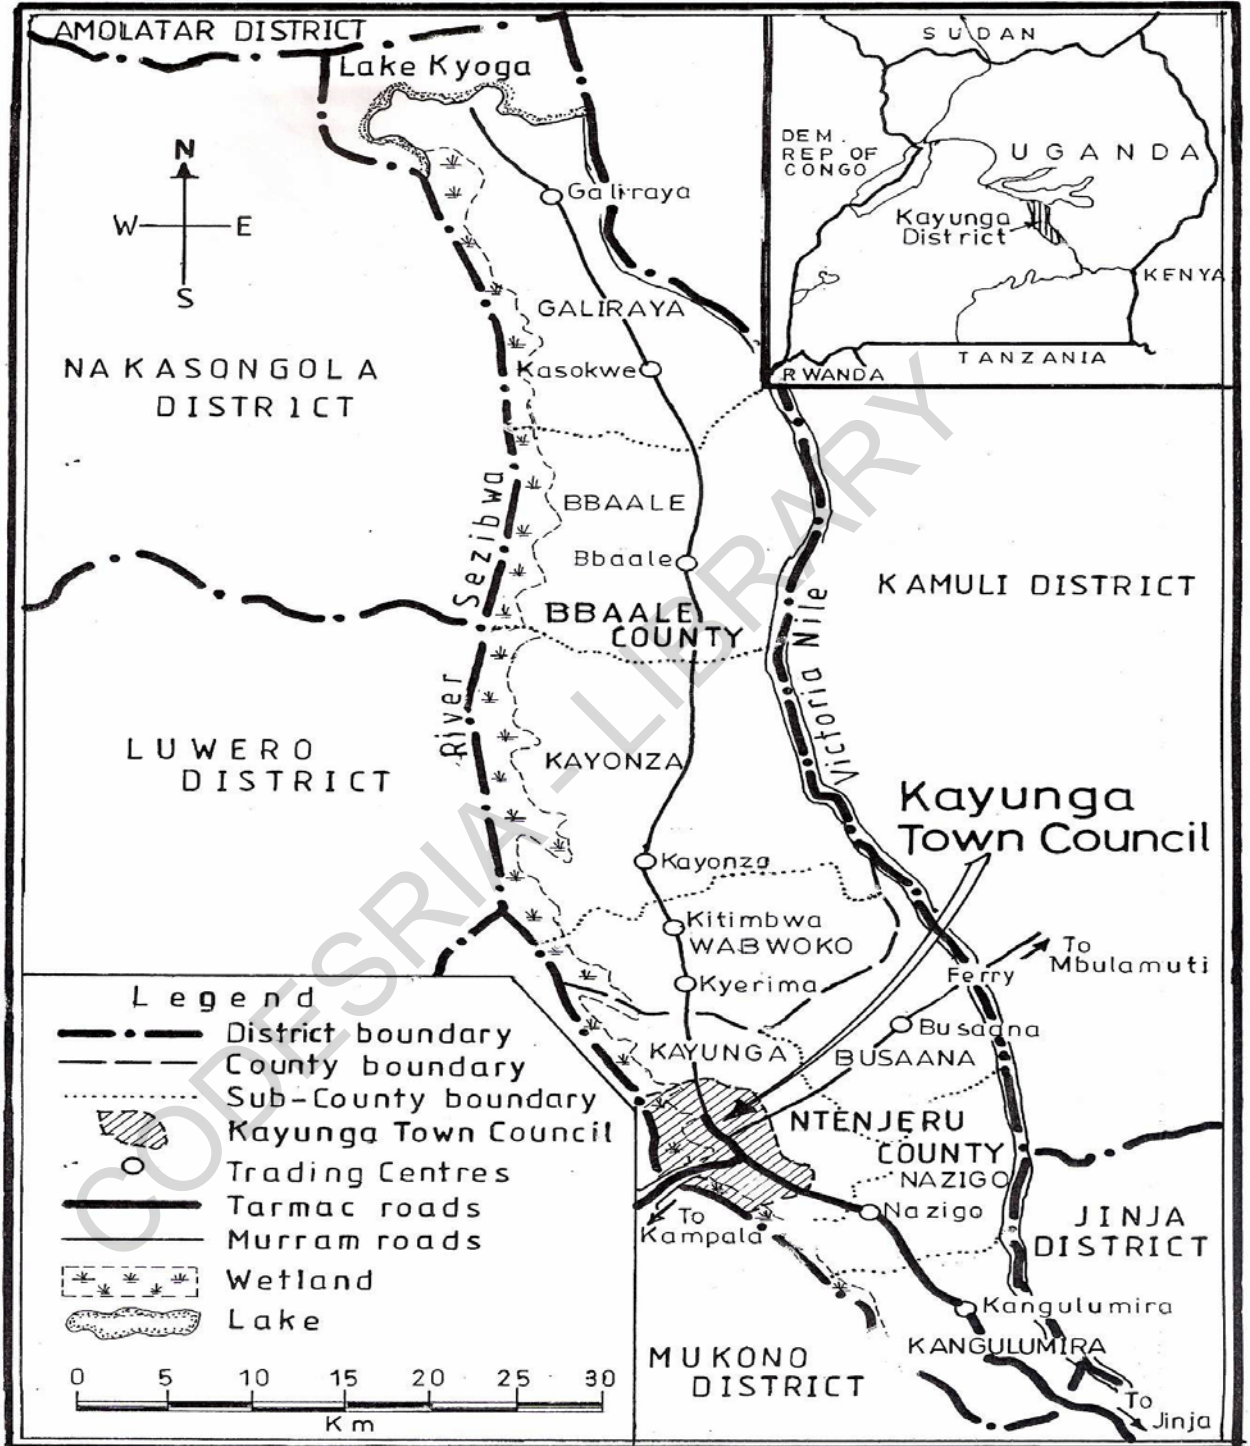 AMOLATAR DISTRICT
Lake Kyoga
N
W
E
S
Galiraya
GALIRAYA
Kasokwe
NAKASONGOLA
DISTRICT
SUDAN
DEM.
REP OF
CONGO
UGANDA
Kayunga
District
KENYA
TANZANIA
RWANDA
BBAALE
Bbaale
BBAALE
COUNTY
River Sezibwa
Victoria Nile
KAMULI DISTRICT
LUWERO
DISTRICT
KAYONZA
Kayonza
Kayunga
Town Council
Kitimbwa
WABWOKO
Kyerima
To
Mbulamuti
Ferry
Busaana
BUSAANA
KAYUNGA
NTENJERU
COUNTY
NAZIGO
Nazigo
To
Kampala
JINJA
DISTRICT
Kangulumira
KANGULUMIRA
MUKONO
DISTRICT
To
Jinja
Legend
District boundary
County boundary
Sub-County boundary
Kayunga Town Council
Trading Centres
Tarmac roads
Murram roads
Wetland
Lake
0 5 10 15 20 25 30
Km
CODESRIA - LIBRARY